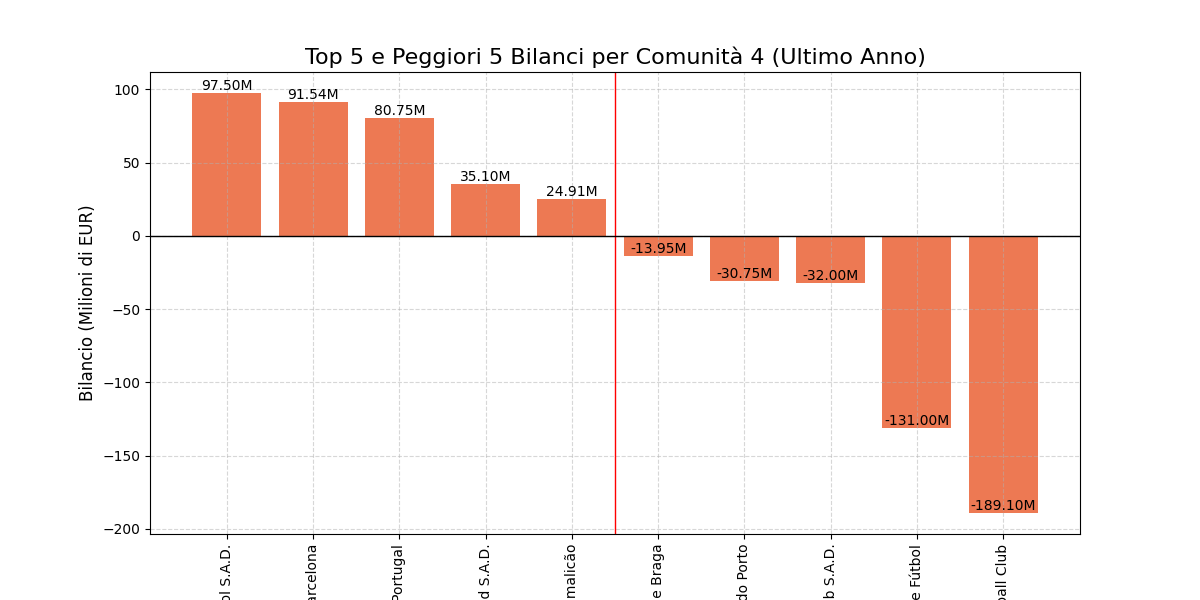 Top 5 e Peggiori 5 Bilanci per Comunità 4 (Ultimo Anno)
Bilancio (Milioni di EUR)
100
50
0
−50
−100
−150
−200
97.50M
91.54M
80.75M
35.10M
24.91M
-13.95M
-30.75M
-32.00M
-131.00M
-189.10M
ol S.A.D.
arcelona
Portugal
d S.A.D.
malicão
e Braga
do Porto
b S.A.D.
e Fútbol
ball Club